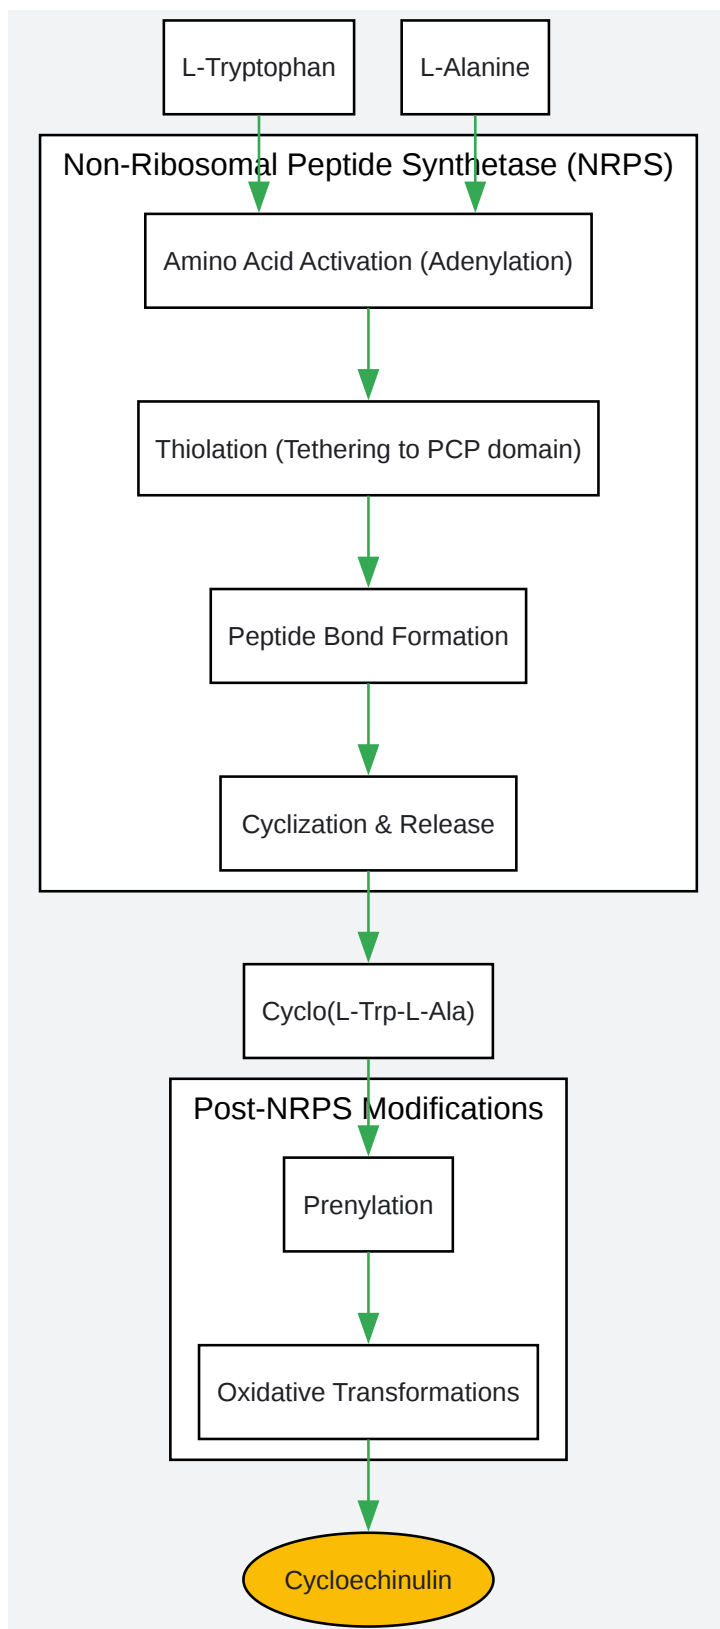 L-Tryptophan
L-Alanine
Non-Ribosomal Peptide Synthetase (NRPS)
Amino Acid Activation (Adenylation)
Thiolation (Tethering to PCP domain)
Peptide Bond Formation
Cyclization & Release
Cyclo(L-Trp-L-Ala)
Post-NRPS Modifications
Prenylation
Oxidative Transformations
Cycloechinulin